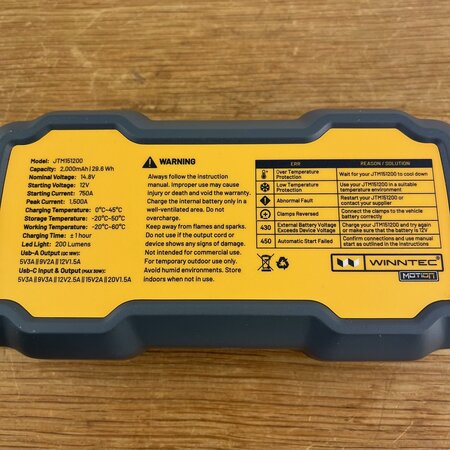 Model: JTM151200
Capacity: 2,000mAh / 29.6 Wh
Nominal Voltage: 14.8V
Starting Voltage: 12V
Starting Current: 750A
Peak Current: 1,500A
Charging Temperature: 0°C~45°C
Storage Temperature: -20°C~50°C
Working Temperature: -20°C~60°C
Charging Time: ± 1 hour
Led Light: 200 Lumens
Usb-A Output (QC 18W):
5V3A || 9V2A || 12V1.5A
Usb-C Input & Output (MAX 30W):
5V3A || 9V3A || 12V2.5A || 15V2A || 20V1.5A
WARNING
Always follow the instruction
manual. Improper use may cause
injury or death and void the warranty.
Charge the internal battery only in a
well-ventilated area. Do not
overcharge.
Keep away from flames and sparks.
Do not use if the output cord or
device shows any signs of damage.
Not intended for commercial use.
For temporary outdoor use only.
Avoid humid environments. Store
indoors when not in use.
ERR REASON / SOLUTION
Over Temperature Protection Wait for your JTM151200 to cool down
Low Temperature Protection Use your JTM151200 in a suitable temperature environment
Abnormal Fault Restart your JTM151200 or contact your supplier
Clamps Reversed Connect the clamps to the vehicle battery correctly
430 External Battery Voltage Exceeds Device Voltage Charge your JTM151200 and try again or make sure that the battery is 12V
450 Automatic Start Failed Confirm connections and use manual start as outlined in the instructions
WINNTEC
MOTION